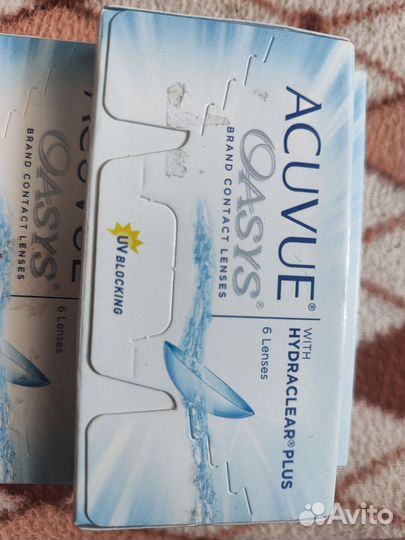 ACUVUE®
OASYS®
BRAND CONTACT LENSES
WITH
HYDRACLEAR®PLUS
6 Lenses
UV BLOCKING
ACUVUE
OASYS®
BRAND CONTACT LENSES
6 Lenses
Avito